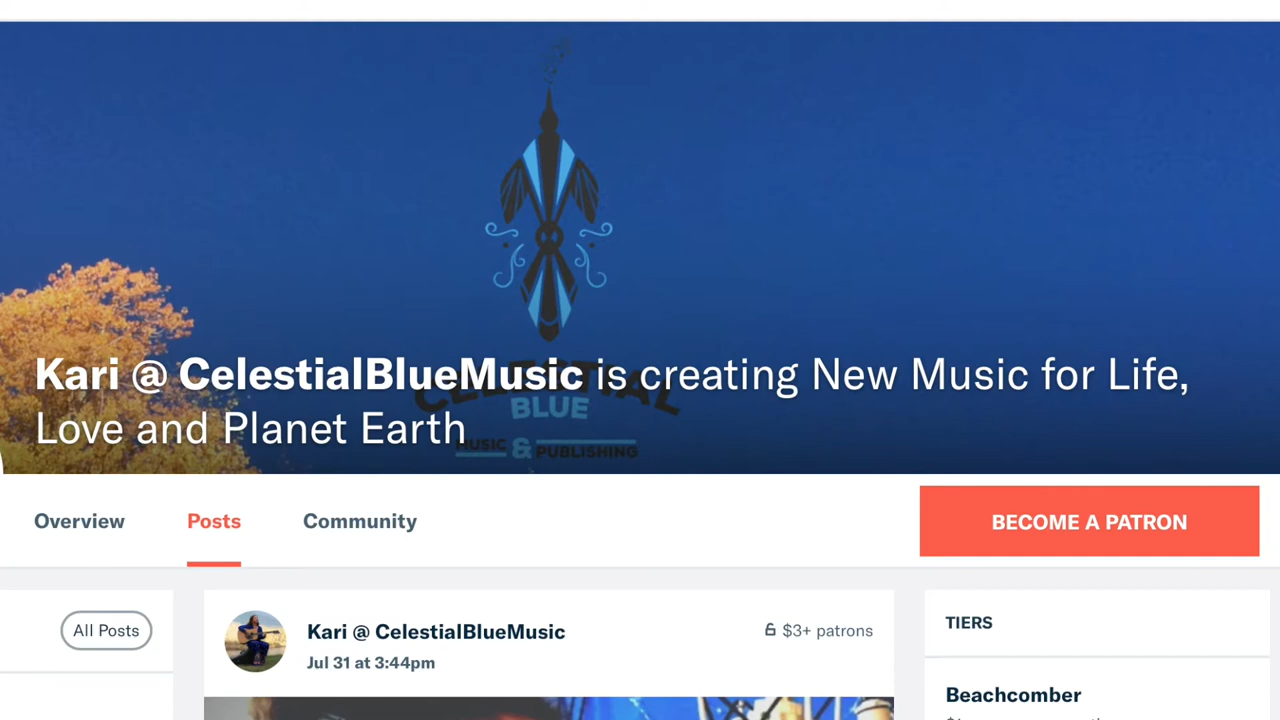 CELESTIAL
BLUE
MUSIC & PUBLISHING
Kari @ CelestialBlueMusic is creating New Music for Life,
Love and Planet Earth
Overview
Posts
Community
BECOME A PATRON
All Posts
Kari @ CelestialBlueMusic
Jul 31 at 3:44pm
$3+ patrons
TIERS
Beachcomber